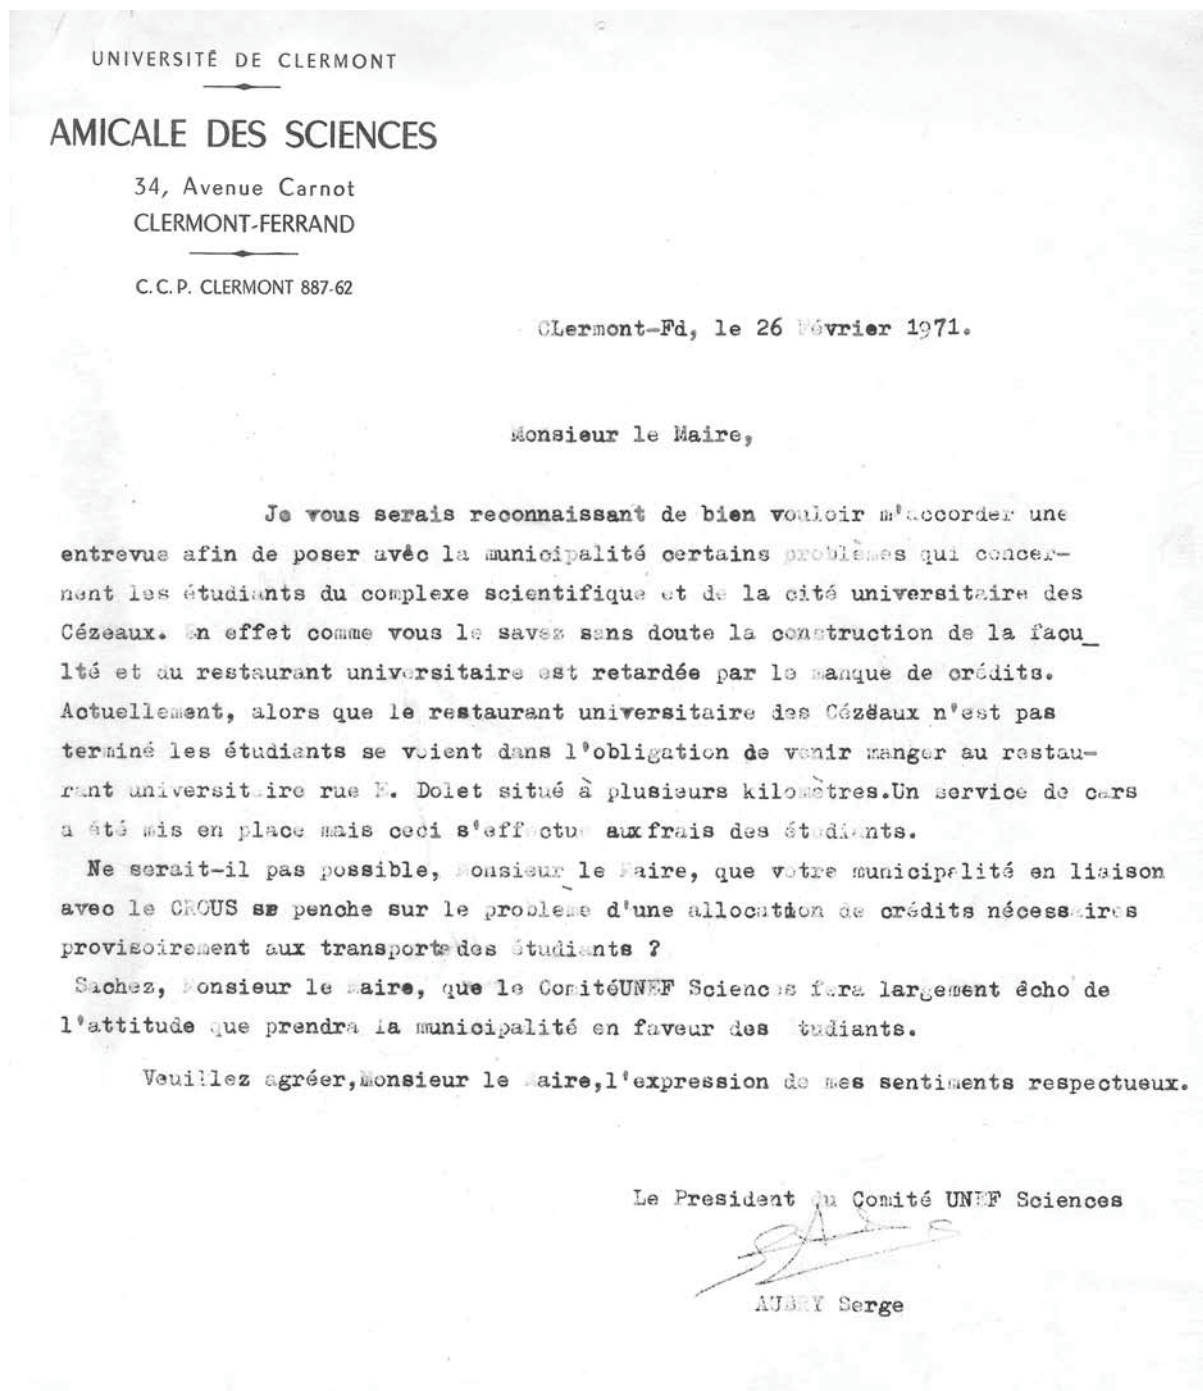 UNIVERSITÉ DE CLERMONT
AMICALE DES SCIENCES
34, Avenue Carnot
CLERMONT-FERRAND
C.C.P. CLERMONT 887-62
CLermont-Fd, le 26 Février 1971.
Monsieur le Maire,
Je vous serais reconnaissant de bien vouloir m'accorder une
entrevue afin de poser avêc la municipalité certains problèmes qui concer-
nent les étudiants du complexe scientifique et de la cité universitaire des
Cézeaux. En effet comme vous le savez sans doute la construction de la facu_
lté et du restaurant universitaire est retardée par le manque de crédits.
Actuellement, alors que le restaurant universitaire des Cézëaux n'est pas
terminé les étudiants se voient dans l'obligation de venir manger au restau-
rant universitaire rue E. Dolet situé à plusieurs kilomètres.Un service de cars
a été mis en place mais ceci s'effectue aux frais des étudiants.
Ne serait-il pas possible, Monsieur le Maire, que votre municipalité en liaison
avec le CROUS se penche sur le problème d'une allocation de crédits nécessaires
provisoirement aux transports des étudiants ?
Sachez, Monsieur le Maire, que le ComitéUNEF Sciences fera largement écho de
l'attitude que prendra la municipalité en faveur des tudiants.
Veuillez agréer,Monsieur le Maire,l'expression de mes sentiments respectueux.
Le President du Comité UNEF Sciences
AUBRY Serge